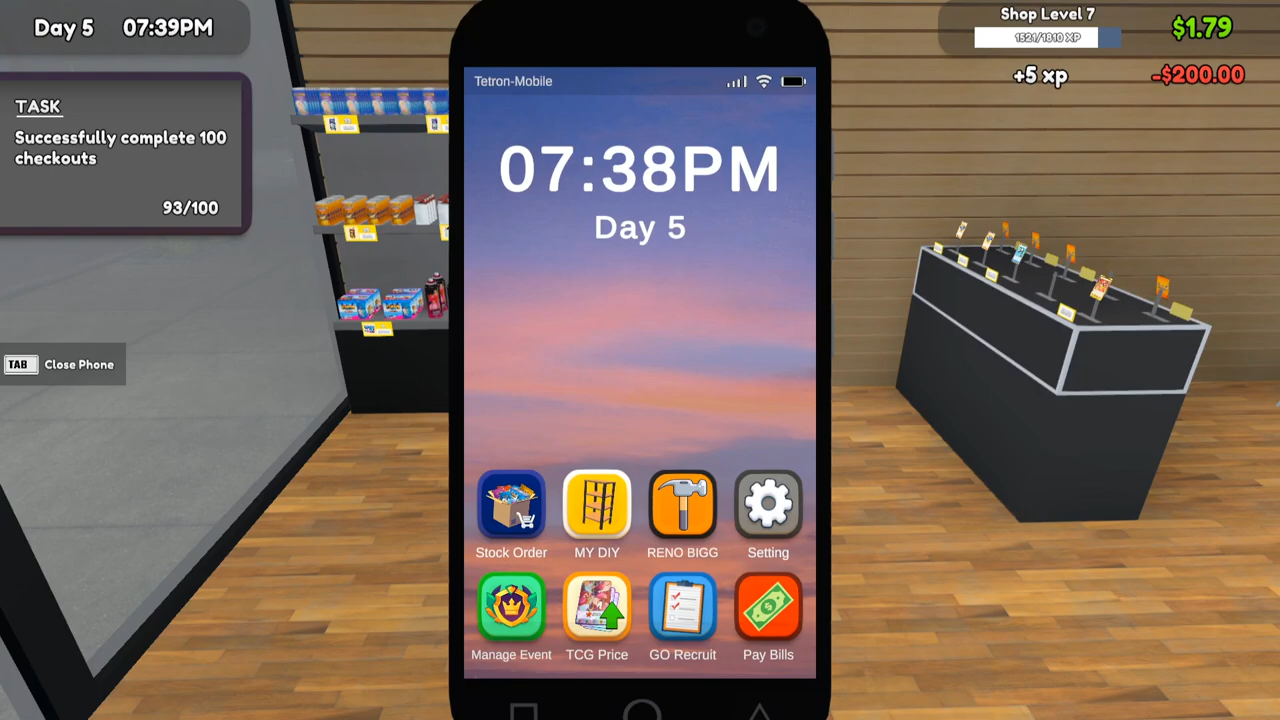 Day 5 07:39PM
TASK
Successfully complete 100
checkouts
93/100
TAB Close Phone
Tetron-Mobile
07:38PM
Day 5
Stock Order MY DIY RENO BIGG Setting
Manage Event TCG Price GO Recruit Pay Bills
Shop Level 7
1521/1810 XP
$1.79
+5 xp
-$200.00